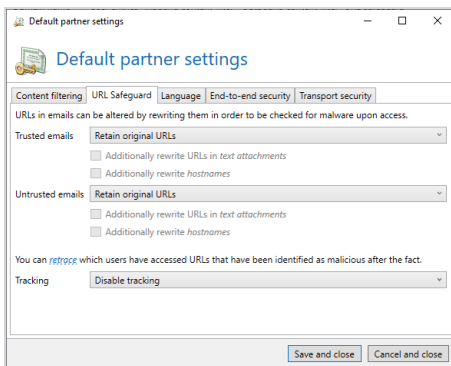 Default partner settings
Default partner settings
Content filtering URL Safeguard Language End-to-end security Transport security
URLs in emails can be altered by rewriting them in order to be checked for malware upon access.
Trusted emails Retain original URLs
Additionally rewrite URLs in text attachments
Additionally rewrite hostnames
Untrusted emails Retain original URLs
Additionally rewrite URLs in text attachments
Additionally rewrite hostnames
You can retrace which users have accessed URLs that have been identified as malicious after the fact.
Tracking Disable tracking
Save and close Cancel and close